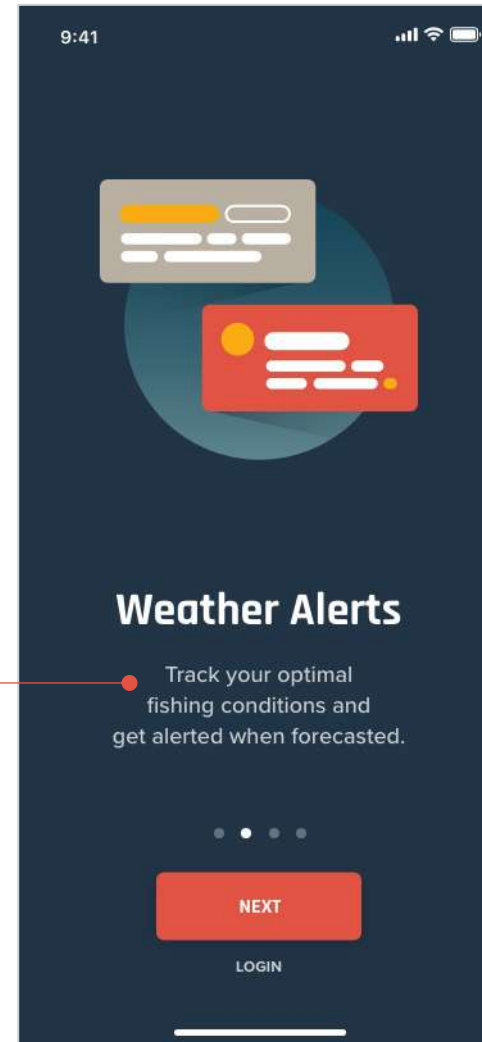 9:41
Weather Alerts
Track your optimal
fishing conditions and
get alerted when forecasted.
NEXT
LOGIN